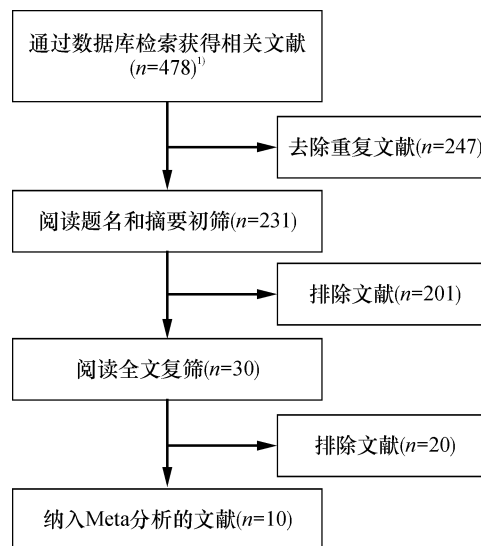 通过数据库检索获得相关文献
(n=478)1)
去除重复文献(n=247)
阅读题名和摘要初筛(n=231)
排除文献(n=201)
阅读全文复筛(n=30)
排除文献(n=20)
纳入Meta分析的文献(n=10)